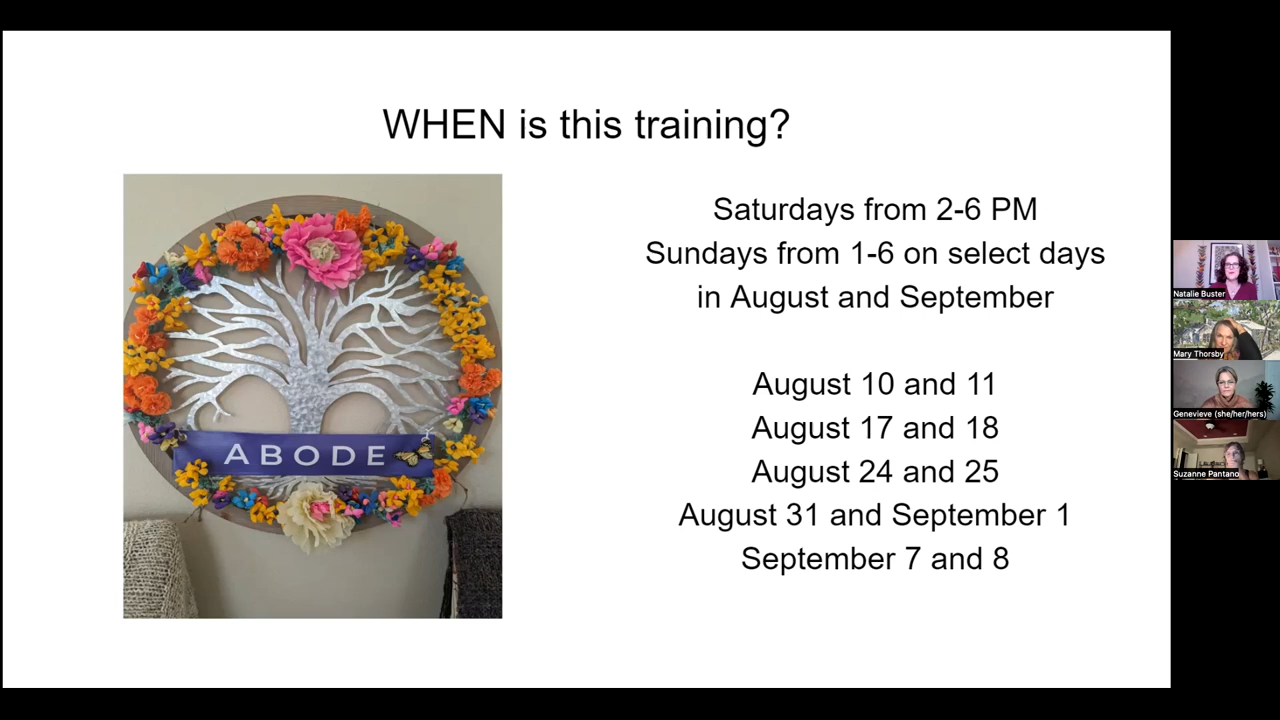 WHEN is this training?
Saturdays from 2-6 PM
Sundays from 1-6 on select days
in August and September
August 10 and 11
August 17 and 18
August 24 and 25
August 31 and September 1
September 7 and 8
ABODE
Natalie Buster
Mary Thorsby
Genevieve (she/her/hers)
Suzanne Pantano